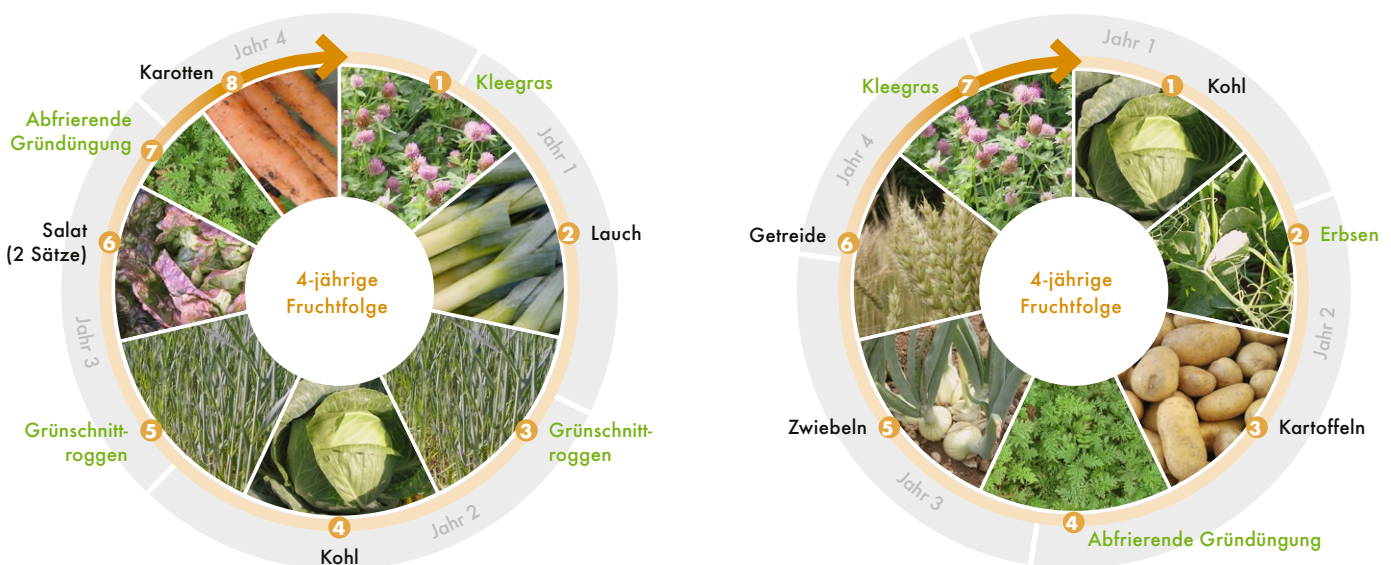 Jahr 4
Karotten
8
1
Kleegras
Abfrierende
Gründüngung
7
Jahr 1
Salat
(2 Sätze)
6
2
Lauch
4-jährige
Fruchtfolge
Jahr 3
Grünschnitt-
roggen
5
3
Grünschnitt-
roggen
Jahr 2
4
Kohl
Jahr 1
Kleegras
7
1
Kohl
Jahr 4
Getreide
6
2
Erbsen
4-jährige
Fruchtfolge
Jahr 2
Zwiebeln
5
3
Kartoffeln
Jahr 3
4
Abfrierende Gründüngung